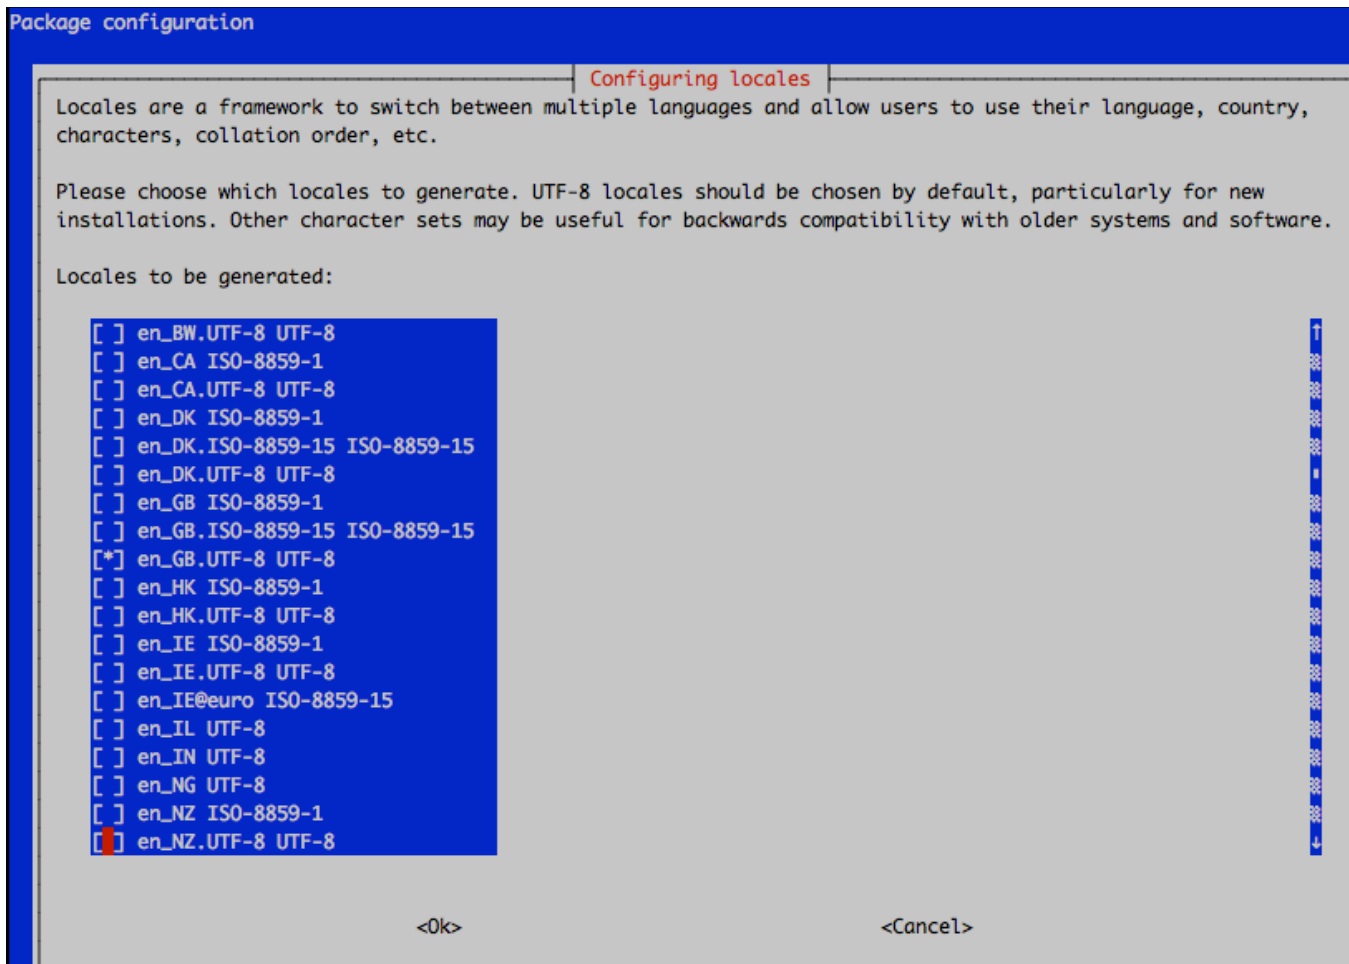 Package configuration
Configuring locales
Locales are a framework to switch between multiple languages and allow users to use their language, country,
characters, collation order, etc.
Please choose which locales to generate. UTF-8 locales should be chosen by default, particularly for new
installations. Other character sets may be useful for backwards compatibility with older systems and software.
Locales to be generated:
[ ] en_BW.UTF-8 UTF-8
[ ] en_CA ISO-8859-1
[ ] en_CA.UTF-8 UTF-8
[ ] en_DK ISO-8859-1
[ ] en_DK.ISO-8859-15 ISO-8859-15
[ ] en_DK.UTF-8 UTF-8
[ ] en_GB ISO-8859-1
[ ] en_GB.ISO-8859-15 ISO-8859-15
[*] en_GB.UTF-8 UTF-8
[ ] en_HK ISO-8859-1
[ ] en_HK.UTF-8 UTF-8
[ ] en_IE ISO-8859-1
[ ] en_IE.UTF-8 UTF-8
[ ] en_IE@euro ISO-8859-15
[ ] en_IL UTF-8
[ ] en_IN UTF-8
[ ] en_NG UTF-8
[ ] en_NZ ISO-8859-1
[ ] en_NZ.UTF-8 UTF-8
<Ok> <Cancel>